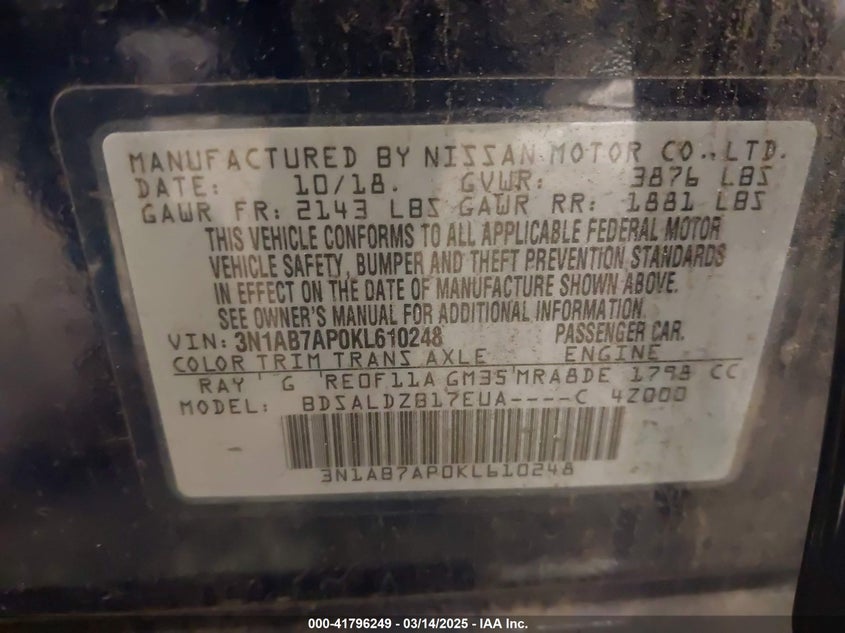 MANUFACTURED BY NISSAN MOTOR CO., LTD.
DATE: 10/18. GVWR: 3876 LBS
GAWR FR: 2143 LBS GAWR RR: 1881 LBS
THIS VEHICLE CONFORMS TO ALL APPLICABLE FEDERAL MOTOR
VEHICLE SAFETY, BUMPER AND THEFT PREVENTION STANDARDS
IN EFFECT ON THE DATE OF MANUFACTURE SHOWN ABOVE.
SEE OWNER'S MANUAL FOR ADDITIONAL INFORMATION.
VIN: 3N1AB7AP0KL610248 PASSENGER CAR.
COLOR TRIM TRANS AXLE ENGINE
RAY G RE0F11A GM35 MRA8DE 1798 CC
MODEL: BDSALDZB17EUA----C 4Z000
3N1AB7AP0KL610248
000-41796249 - 03/14/2025 - IAA Inc.